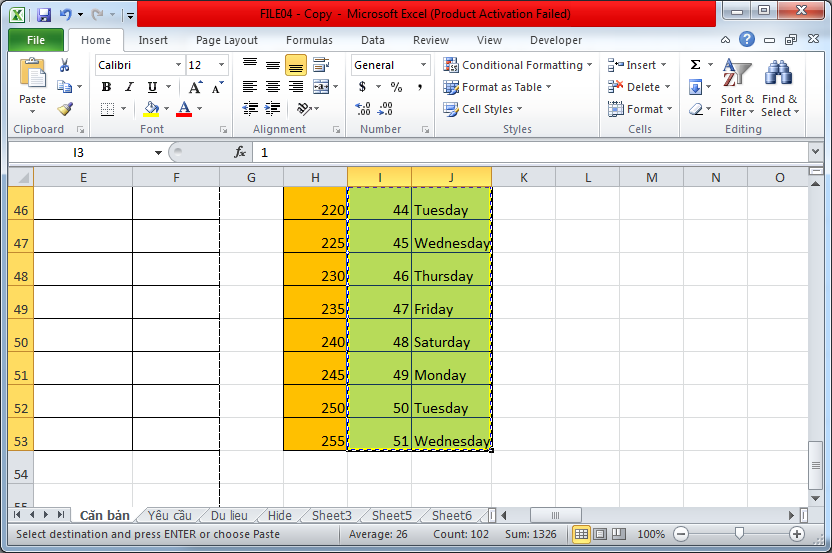 FILE04 - Copy - Microsoft Excel (Product Activation Failed)
File Home Insert Page Layout Formulas Data Review View Developer
Calibri 12 General Conditional Formatting Insert Σ
Paste B I U A A $ % , Format as Table Delete Sort & Filter Find & Select
Cell Styles Format
Clipboard Font Alignment Number Styles Cells Editing
I3 fx 1
E F G H I J K L M N O
46 220 44 Tuesday
47 225 45 Wednesday
48 230 46 Thursday
49 235 47 Friday
50 240 48 Saturday
51 245 49 Monday
52 250 50 Tuesday
53 255 51 Wednesday
54
55
Căn bản Yêu cầu Du lieu Hide Sheet3 Sheet5 Sheet6
Select destination and press ENTER or choose Paste Average: 26 Count: 102 Sum: 1326 100%